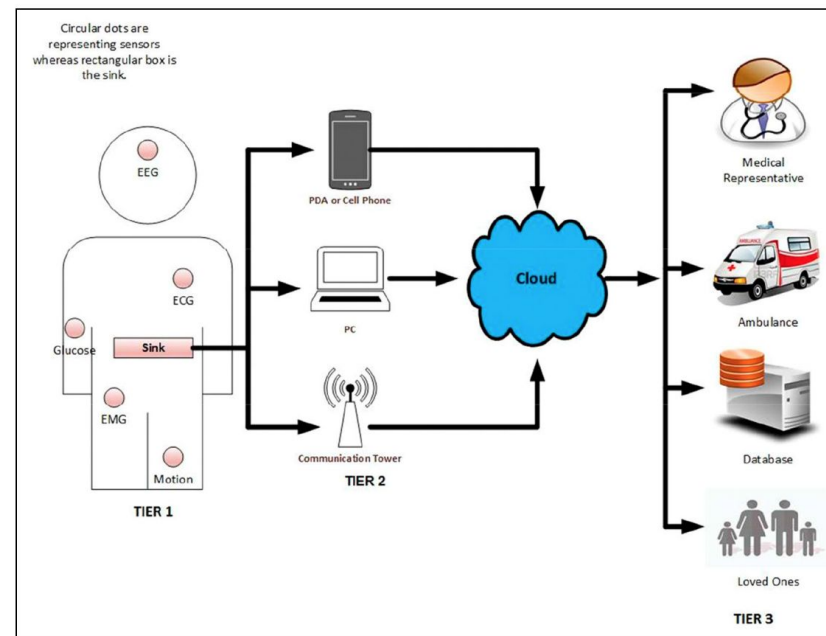 Circular dots are
representing sensors
whereas rectangular box is
the sink.
EEG
ECG
Glucose
Sink
EMG
Motion
TIER 1
PDA or Cell Phone
PC
Communication Tower
TIER 2
Cloud
Medical
Representative
AMBULANCE
Ambulance
Database
Loved Ones
TIER 3